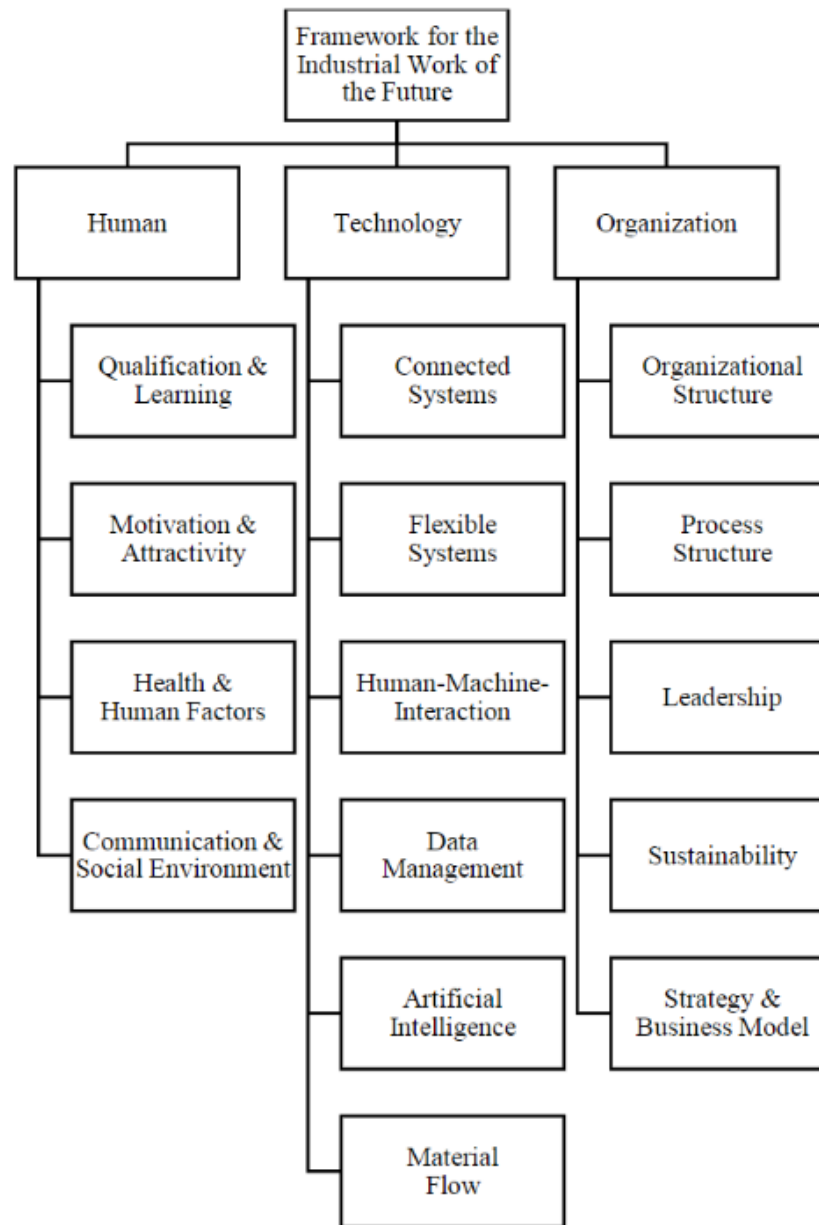 Framework for the
Industrial Work of
the Future
Human
Technology
Organization
Qualification &
Learning
Motivation &
Attractivity
Health &
Human Factors
Communication &
Social Environment
Connected
Systems
Flexible
Systems
Human-Machine-
Interaction
Data
Management
Artificial
Intelligence
Material
Flow
Organizational
Structure
Process
Structure
Leadership
Sustainability
Strategy &
Business Model